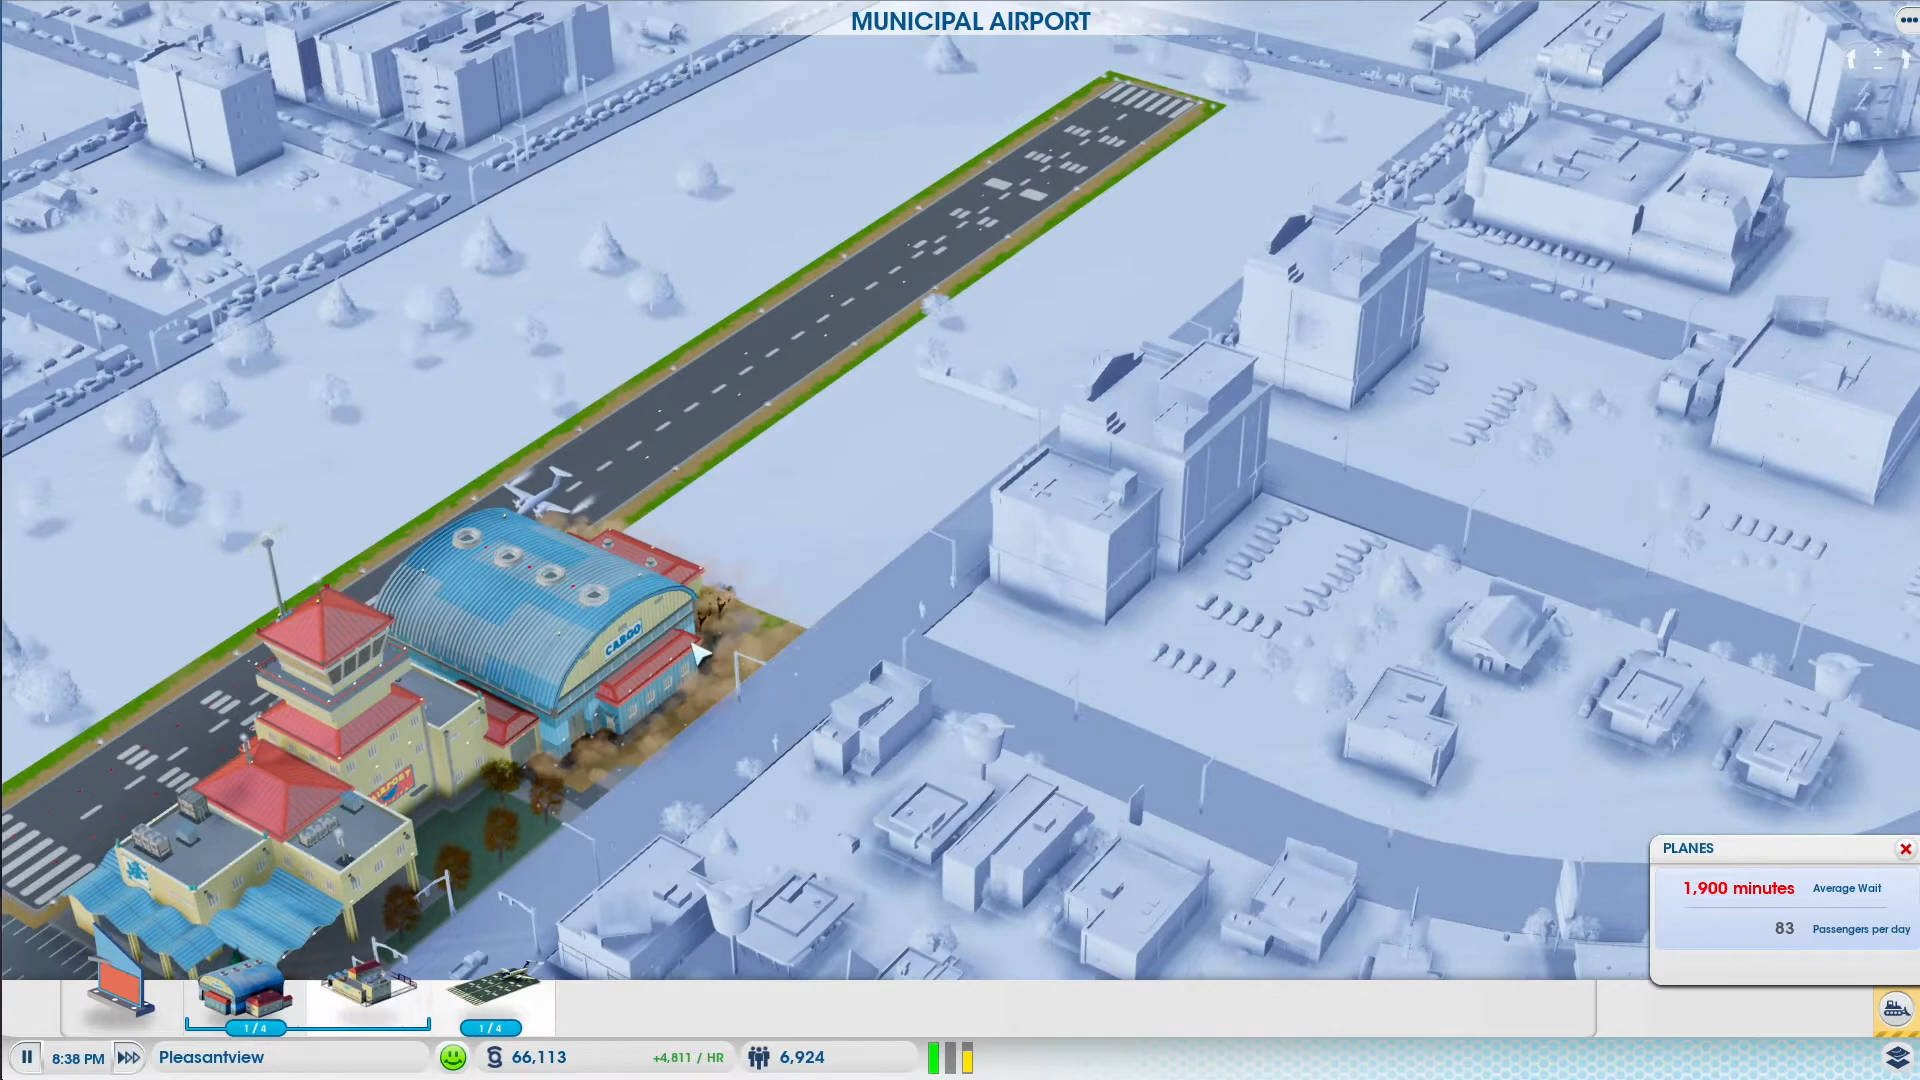 MUNICIPAL AIRPORT
CARGO
AIRPORT
PLANES
1,900 minutes Average Wait
83 Passengers per day
1 / 4
1 / 4
8:38 PM
Pleasantview
66,113
+4,811 / HR
6,924